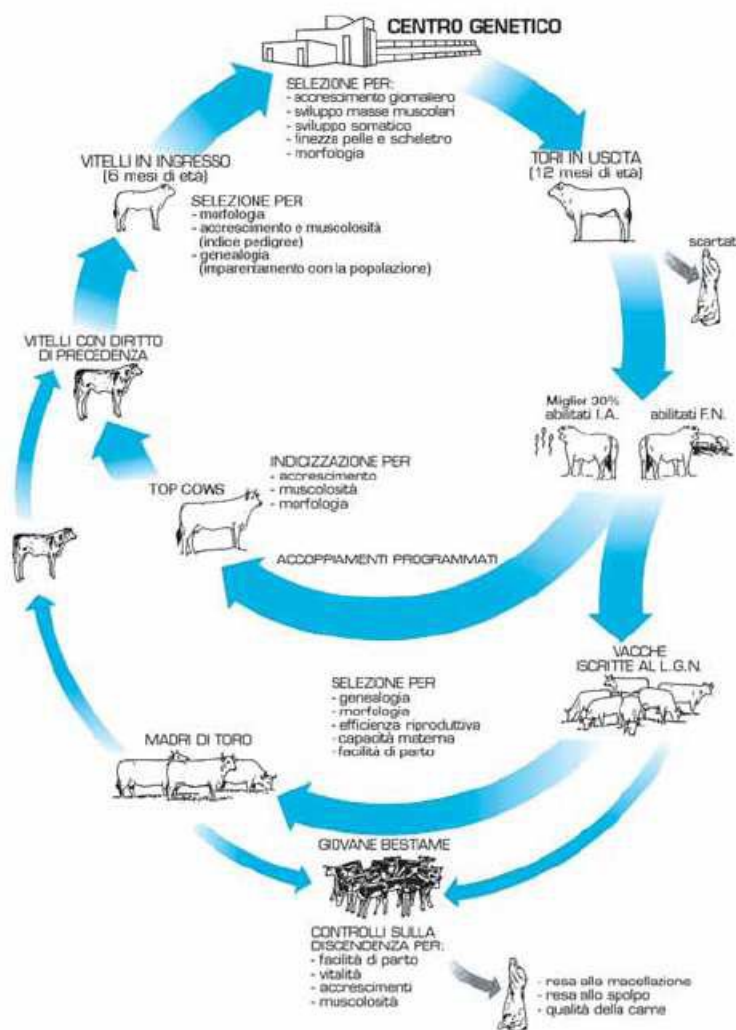 CENTRO GENETICO
SELEZIONE PER:
- accrescimento giornaliero
- sviluppo masse muscolari
- sviluppo somatico
- finezza pelle e scheletro
- morfologia
VITELLI IN INGRESSO
(6 mesi di età)
SELEZIONE PER
- morfologia
- accrescimento e muscolosità
(indice pedigree)
- genealogia
(imparentamento con la popolazione)
TORI IN USCITA
(12 mesi di età)
scartati
VITELLI CON DIRITTO
DI PRECEDENZA
Miglior 30%
abilitati I.A.
abilitati F.N.
INDICIZZAZIONE PER
- accrescimento
- muscolosità
- morfologia
TOP COWS
ACCOPPIAMENTI PROGRAMMATI
VACCHE
ISCRITTE AL L.G.N.
SELEZIONE PER
- genealogia
- morfologia
- efficienza riproduttiva
- capacità materna
- facilità di parto
MADRI DI TORO
GIOVANE BESTIAME
CONTROLLI SULLA
DISCENDENZA PER:
- facilità di parto
- vitalità
- accrescimenti
- muscolosità
- resa alla macellazione
- resa allo spolpo
- qualità della carne